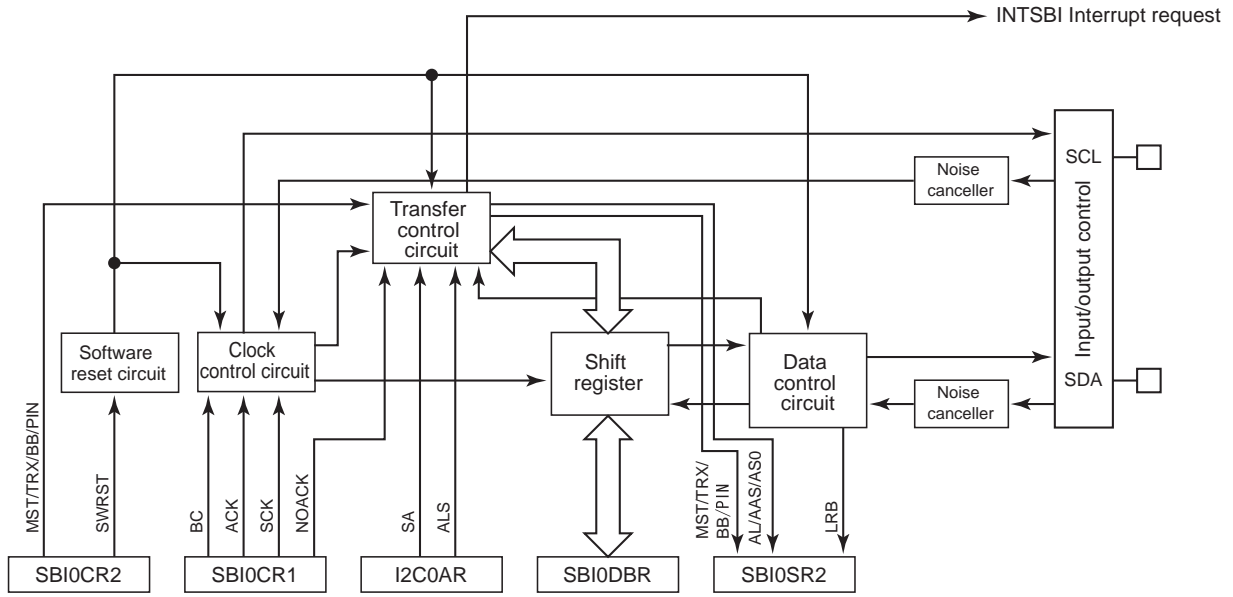 INTSBI Interrupt request
SCL
Input/output control
SDA
Noise
canceller
Transfer
control
circuit
Software
reset circuit
Clock
control circuit
Shift
register
Data
control
circuit
Noise
canceller
MST/TRX/BB/PIN
SWRST
BC
ACK
SCK
NOACK
SA
ALS
MST/TRX/
BB/PIN
AL/AAS/AS0
LRB
SBI0CR2
SBI0CR1
I2C0AR
SBI0DBR
SBI0SR2